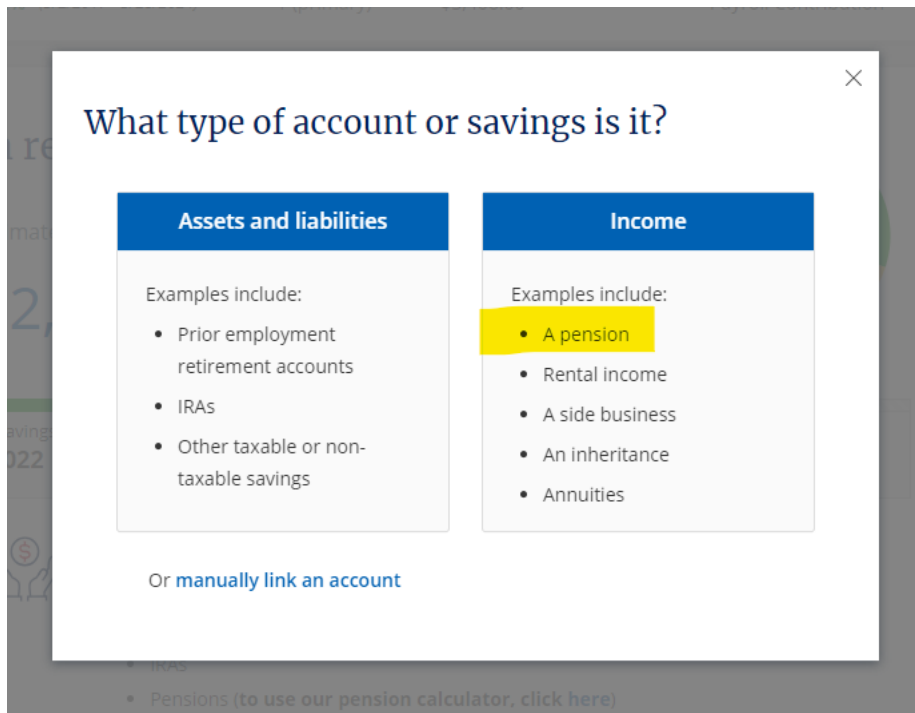 What type of account or savings is it?
Assets and liabilities
Examples include:
• Prior employment
retirement accounts
• IRAs
• Other taxable or non-
taxable savings
Income
Examples include:
• A pension
• Rental income
• A side business
• An inheritance
• Annuities
Or manually link an account
2,
022
• IRAs
• Pensions (to use our pension calculator, click here)